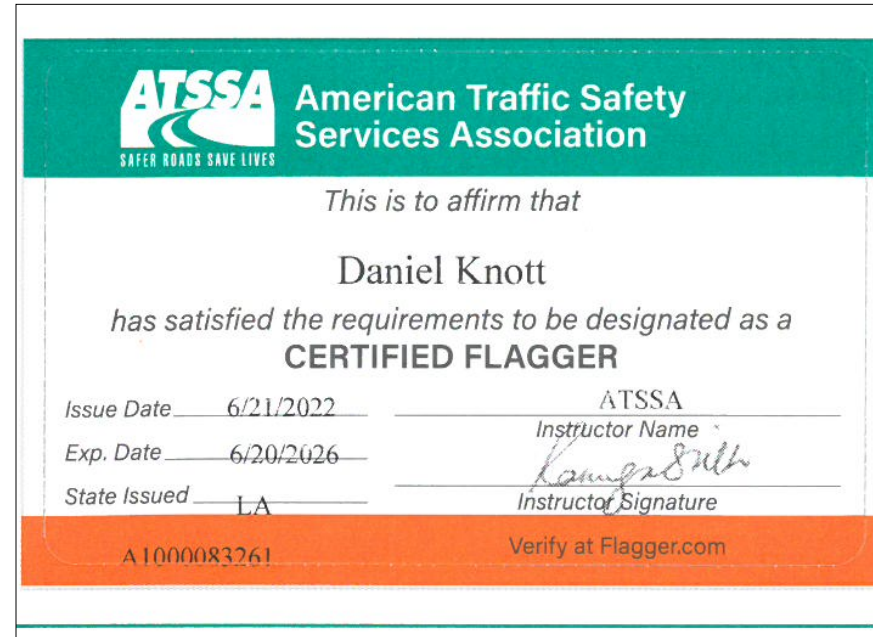 ATSSA
SAFER ROADS SAVE LIVES
American Traffic Safety
Services Association
This is to affirm that
Daniel Knott
has satisfied the requirements to be designated as a
CERTIFIED FLAGGER
Issue Date 6/21/2022
Exp. Date 6/20/2026
State Issued LA
ATSSA
Instructor Name
Instructor Signature
A1000083261
Verify at Flagger.com